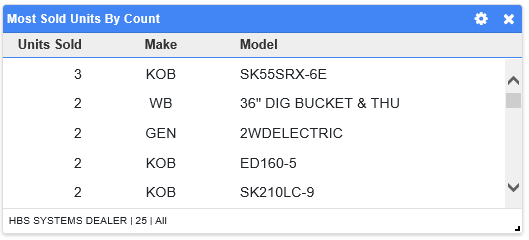 Most Sold Units By Count
Units Sold Make Model
3 KOB SK55SRX-6E
2 WB 36" DIG BUCKET & THU
2 GEN 2WDELECTRIC
2 KOB ED160-5
2 KOB SK210LC-9
HBS SYSTEMS DEALER | 25 | All